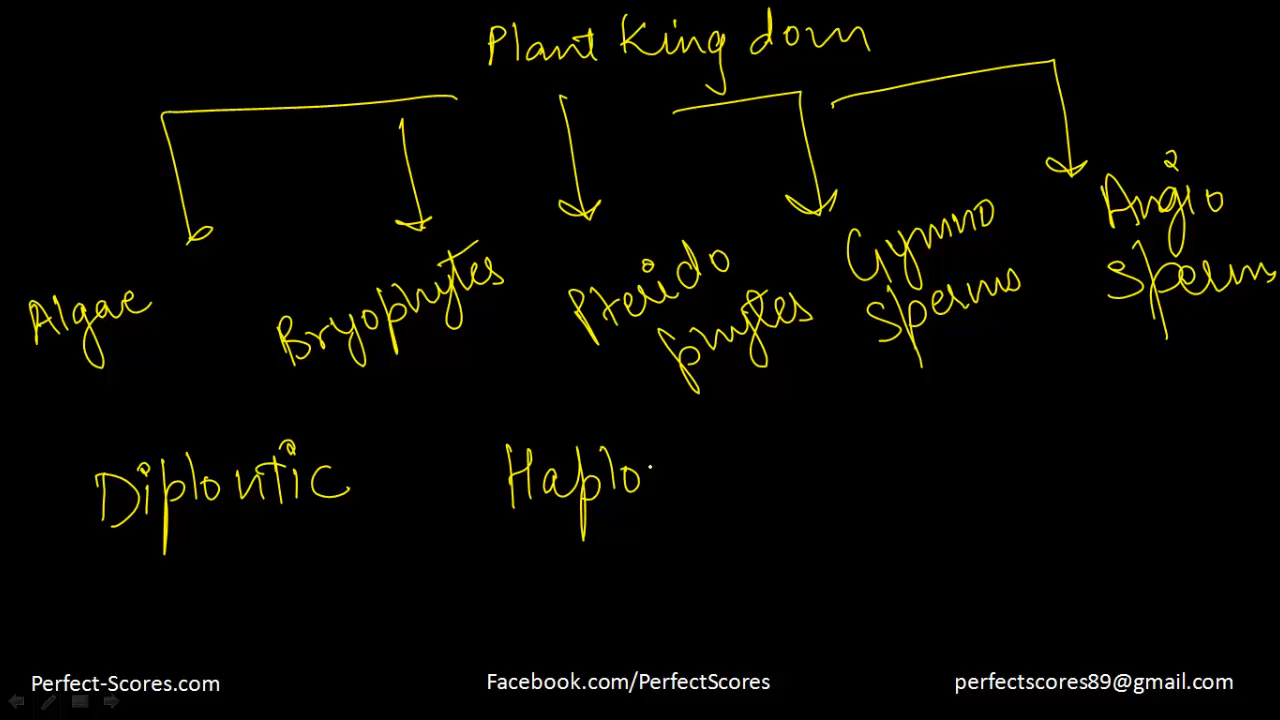 Plant Kingdom
Algae
Bryophytes
Pterido
phytes
Gymno
Sperms
Angio
Sperms
Diplontic Haplo
Perfect-Scores.com Facebook.com/PerfectScores perfectscores89@gmail.com